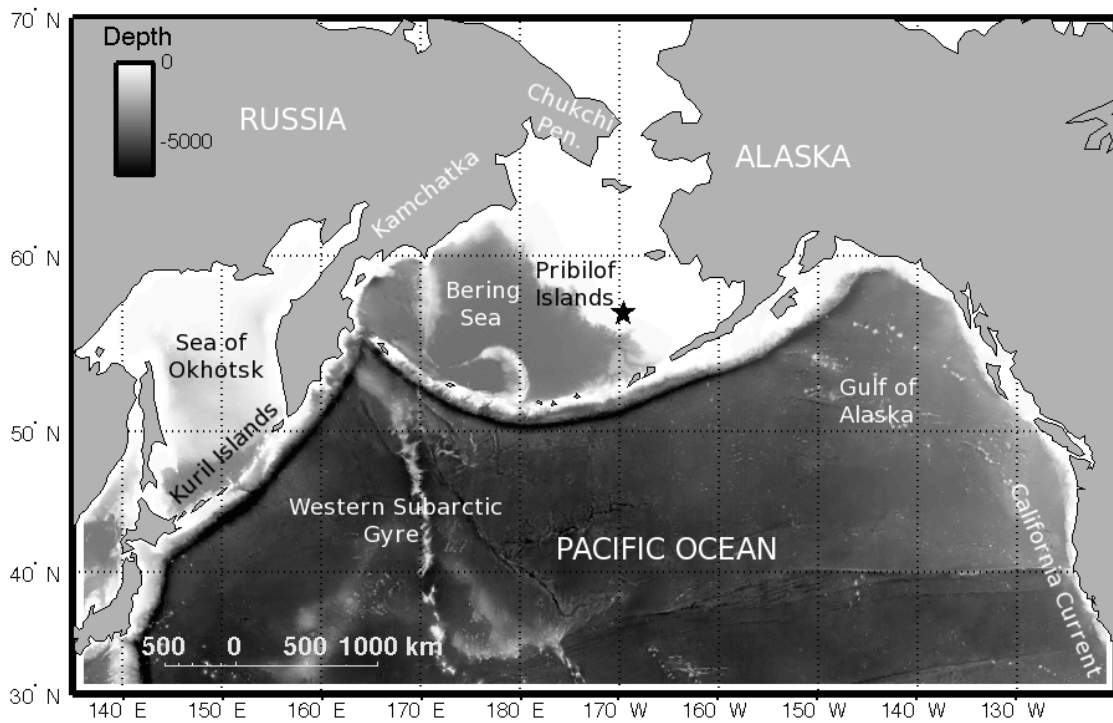 70° N
Depth
0
-5000
RUSSIA
Chukchi
Pen.
ALASKA
Kamchatka
60° N
Pribilof
Islands
Bering
Sea
Sea of
Okhotsk
Gulf of
Alaska
50° N
Kuril Islands
Western Subarctic
Gyre
PACIFIC OCEAN
California Current
40° N
500 0 500 1000 km
30° N
140° E 150° E 160° E 170° E 180° E 170° W 160° W 150° W 140° W 130° W